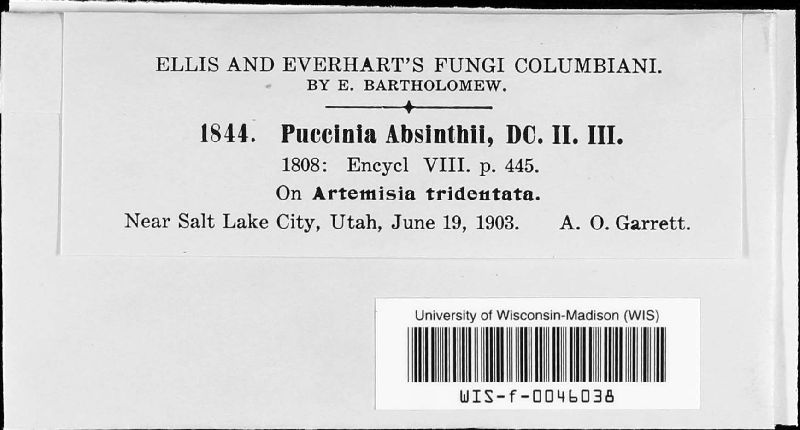 ELLIS AND EVERHART'S FUNGI COLUMBIANI.
BY E. BARTHOLOMEW.
1844. Puccinia Absinthii, DC. II. III.
1808: Encycl VIII. p. 445.
On Artemisia tridentata.
Near Salt Lake City, Utah, June 19, 1903. A. O. Garrett.
University of Wisconsin-Madison (WIS)
WIS-f-0046038